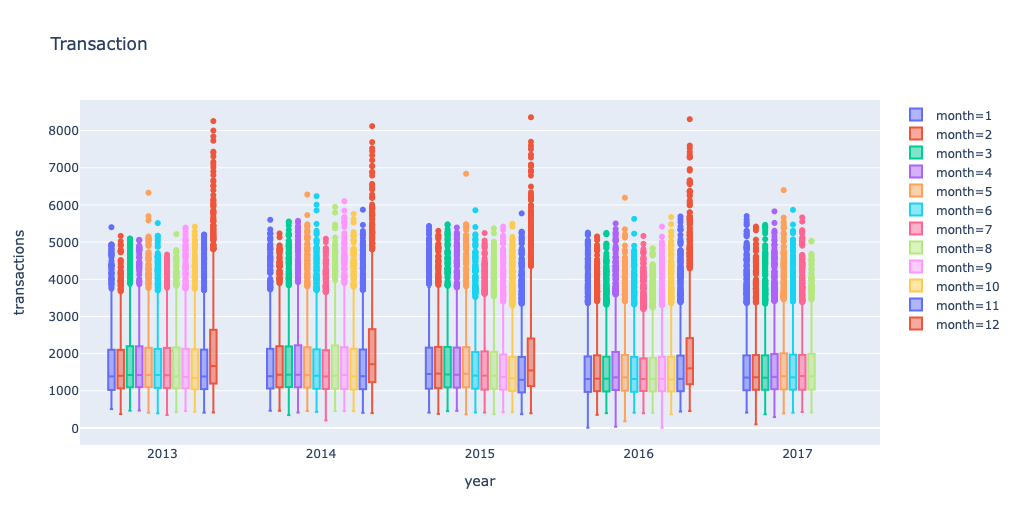 Transaction
8000
7000
6000
5000
4000
3000
2000
1000
0
transactions
2013
2014
2015
2016
2017
year
month=1
month=2
month=3
month=4
month=5
month=6
month=7
month=8
month=9
month=10
month=11
month=12